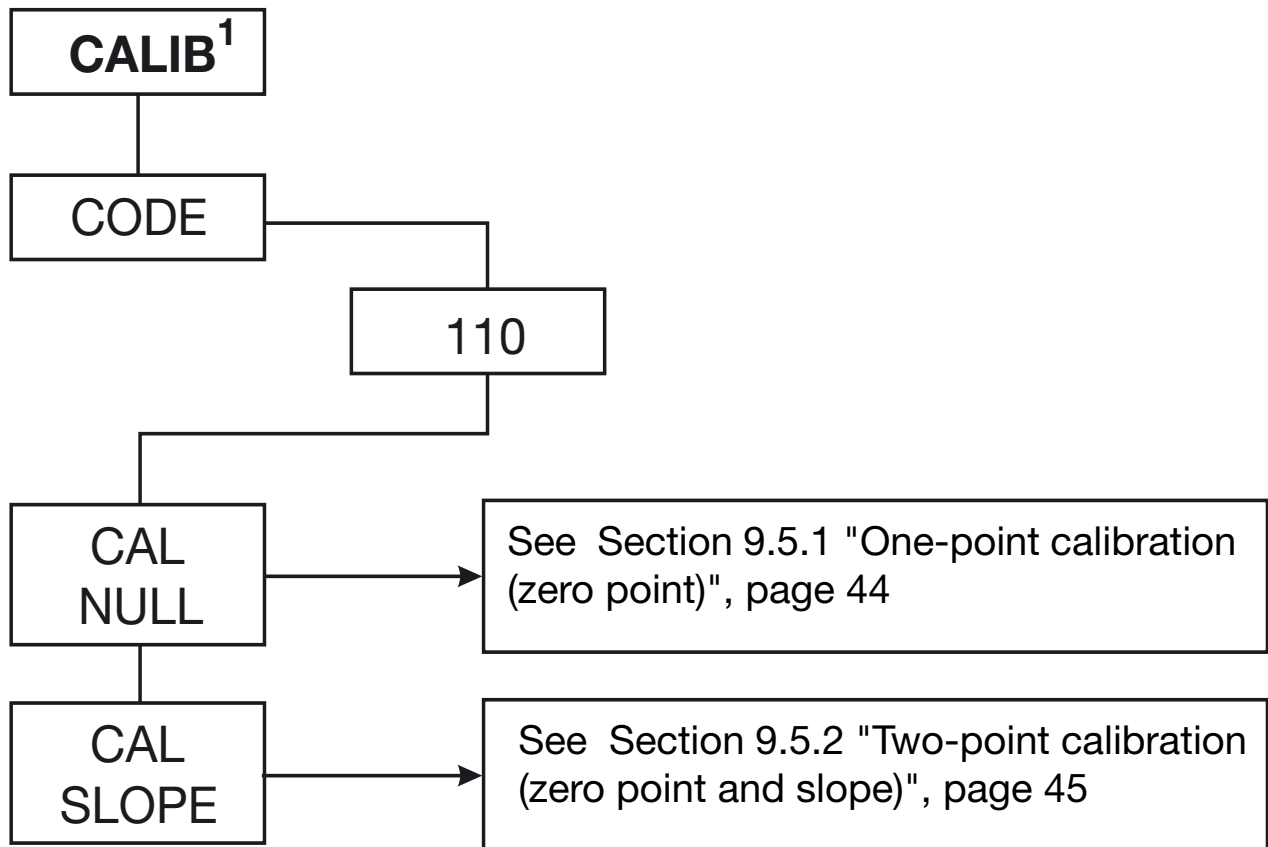 CALIB¹
CODE
110
CAL
NULL
See Section 9.5.1 "One-point calibration
(zero point)", page 44
CAL
SLOPE
See Section 9.5.2 "Two-point calibration
(zero point and slope)", page 45